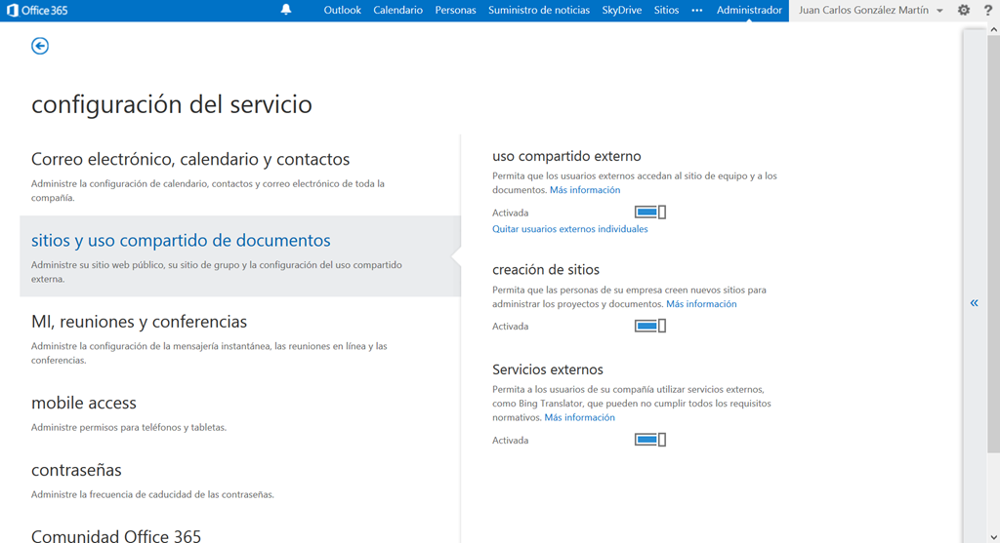 Office 365
Outlook Calendario Personas Suministro de noticias SkyDrive Sitios ••• Administrador Juan Carlos González Martín ?
configuración del servicio
Correo electrónico, calendario y contactos
Administre la configuración de calendario, contactos y correo electrónico de toda la
compañía.
sitios y uso compartido de documentos
Administre su sitio web público, su sitio de grupo y la configuración del uso compartido
externa.
MI, reuniones y conferencias
Administre la configuración de la mensajería instantánea, las reuniones en línea y las
conferencias.
mobile access
Administre permisos para teléfonos y tabletas.
contraseñas
Administre la frecuencia de caducidad de las contraseñas.
Comunidad Office 365
uso compartido externo
Permita que los usuarios externos accedan al sitio de equipo y a los
documentos. Más información
Activada
Quitar usuarios externos individuales
creación de sitios
Permita que las personas de su empresa creen nuevos sitios para
administrar los proyectos y documentos. Más información
Activada
Servicios externos
Permita a los usuarios de su compañía utilizar servicios externos,
como Bing Translator, que pueden no cumplir todos los requisitos
normativos. Más información
Activada
«